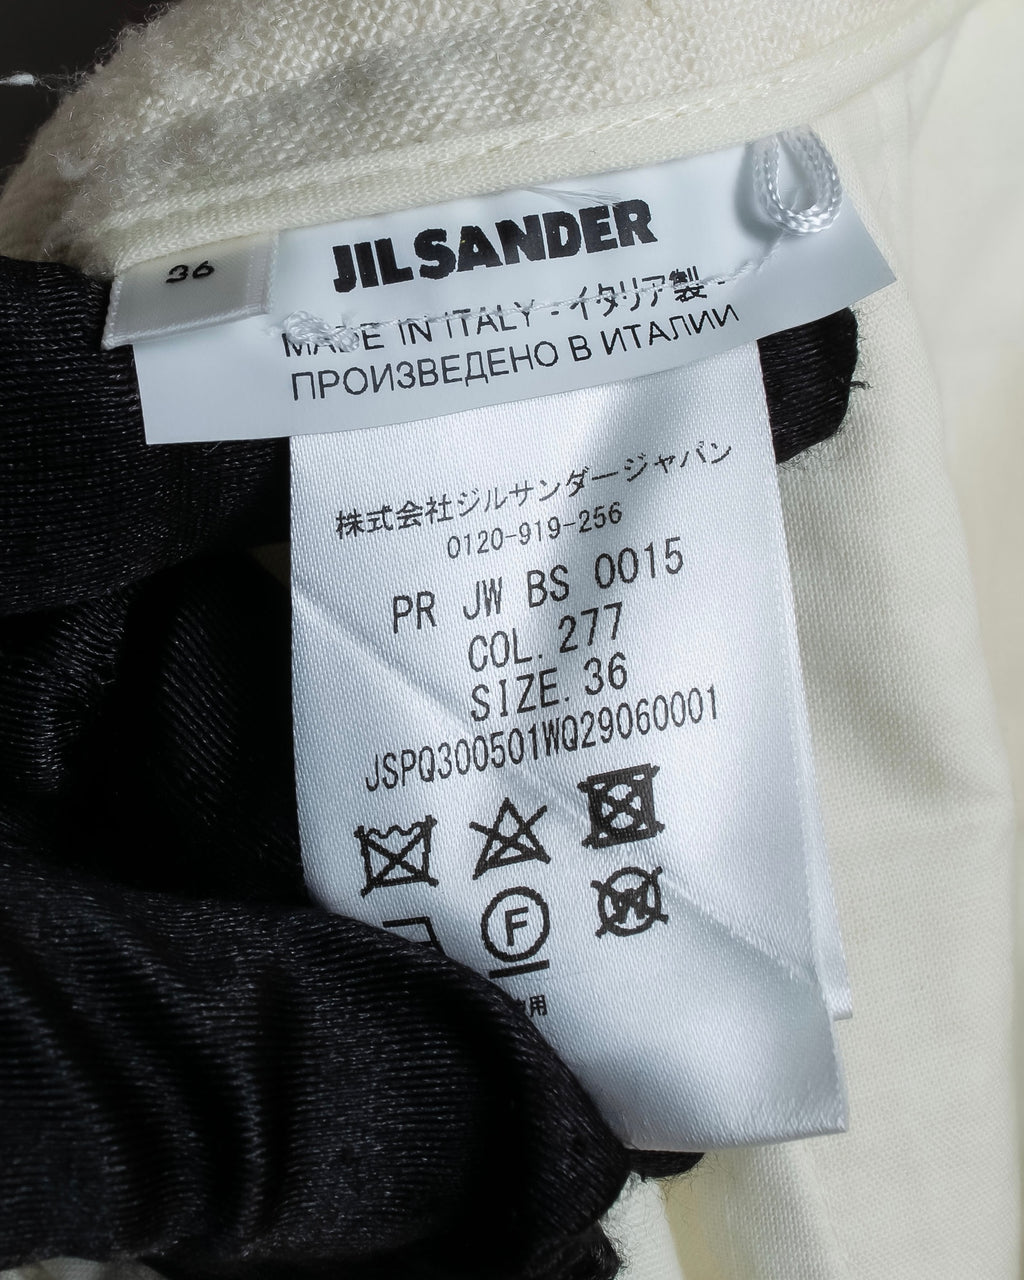 36
JIL SANDER
MADE IN ITALY - イタリア製 -
ПРОИЗВЕДЕНО В ИТАЛИИ
株式会社ジルサンダージャパン
0120-919-256
PR JW BS 0015
COL. 277
SIZE. 36
JSPQ300501WQ29060001
F
W
用